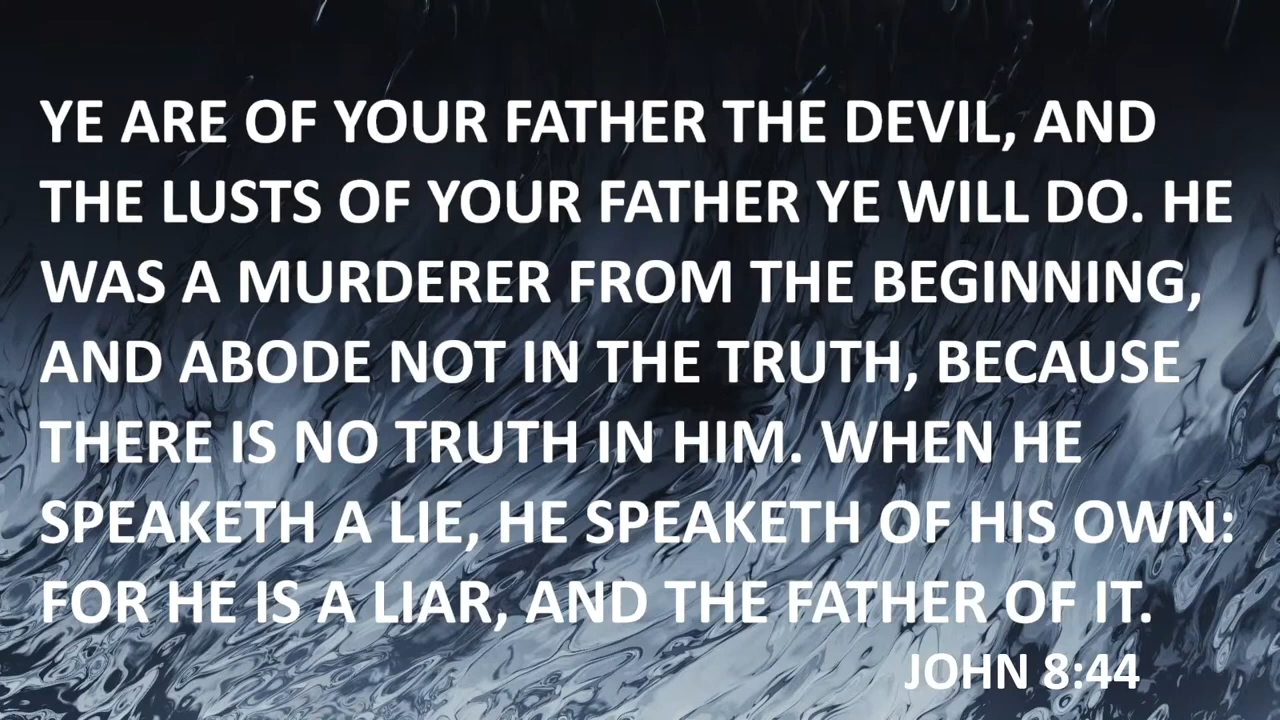 YE ARE OF YOUR FATHER THE DEVIL, AND
THE LUSTS OF YOUR FATHER YE WILL DO. HE
WAS A MURDERER FROM THE BEGINNING,
AND ABODE NOT IN THE TRUTH, BECAUSE
THERE IS NO TRUTH IN HIM. WHEN HE
SPEAKETH A LIE, HE SPEAKETH OF HIS OWN:
FOR HE IS A LIAR, AND THE FATHER OF IT.
JOHN 8:44